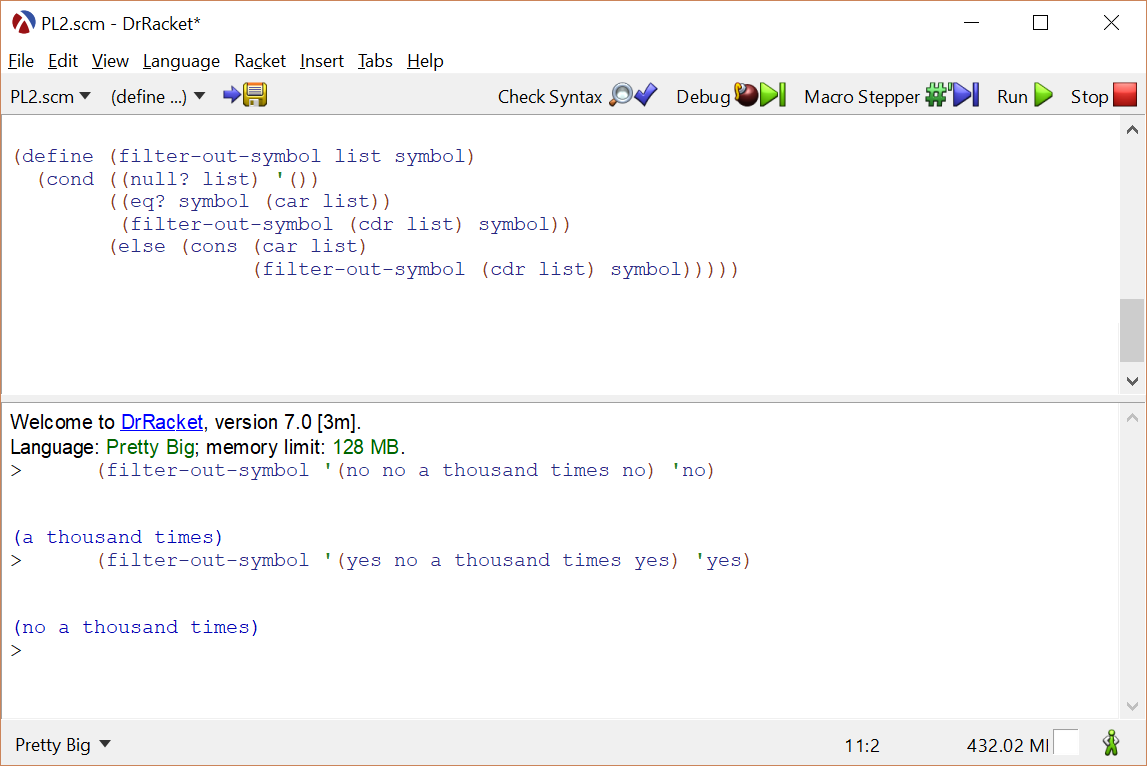 PL2.scm - DrRacket*
File Edit View Language Racket Insert Tabs Help
PL2.scm (define ...) Check Syntax Debug Macro Stepper Run Stop
(define (filter-out-symbol list symbol)
  (cond ((null? list) '())
        ((eq? symbol (car list))
         (filter-out-symbol (cdr list) symbol))
        (else (cons (car list)
                    (filter-out-symbol (cdr list) symbol)))))
Welcome to DrRacket, version 7.0 [3m].
Language: Pretty Big; memory limit: 128 MB.
>      (filter-out-symbol '(no no a thousand times no) 'no)
(a thousand times)
>      (filter-out-symbol '(yes no a thousand times yes) 'yes)
(no a thousand times)
>
Pretty Big 11:2 432.02